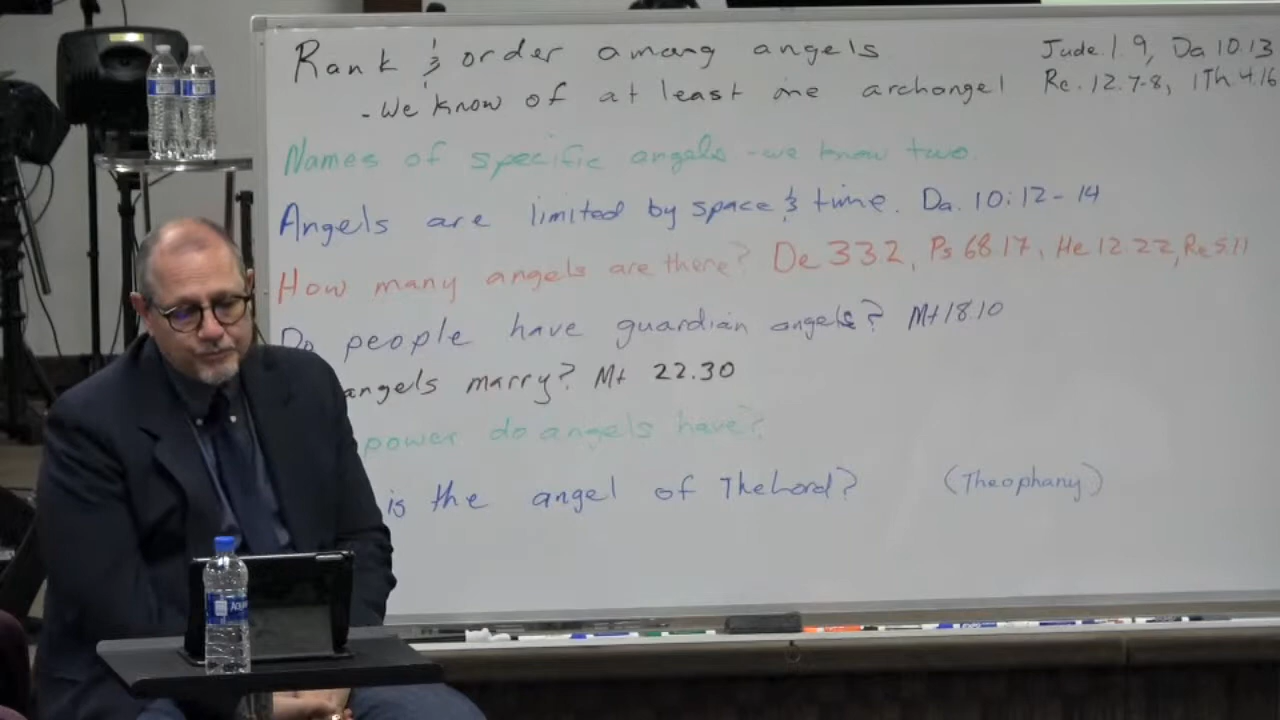 Rank & order among angels Jude.1.9, Da 10.13
- We know of at least one archangel Re. 12.7-8, 1Th.4.16
Names of specific angels - we know two.
Angels are limited by space & time. Da. 10:12-14
How many angels are there? De 33.2, Ps 68.17, He 12.22, Re 5.11
Do people have guardian angels? Mt 18.10
angels marry? Mt 22.30
power do angels have?
is the angel of The Lord? (Theophany)